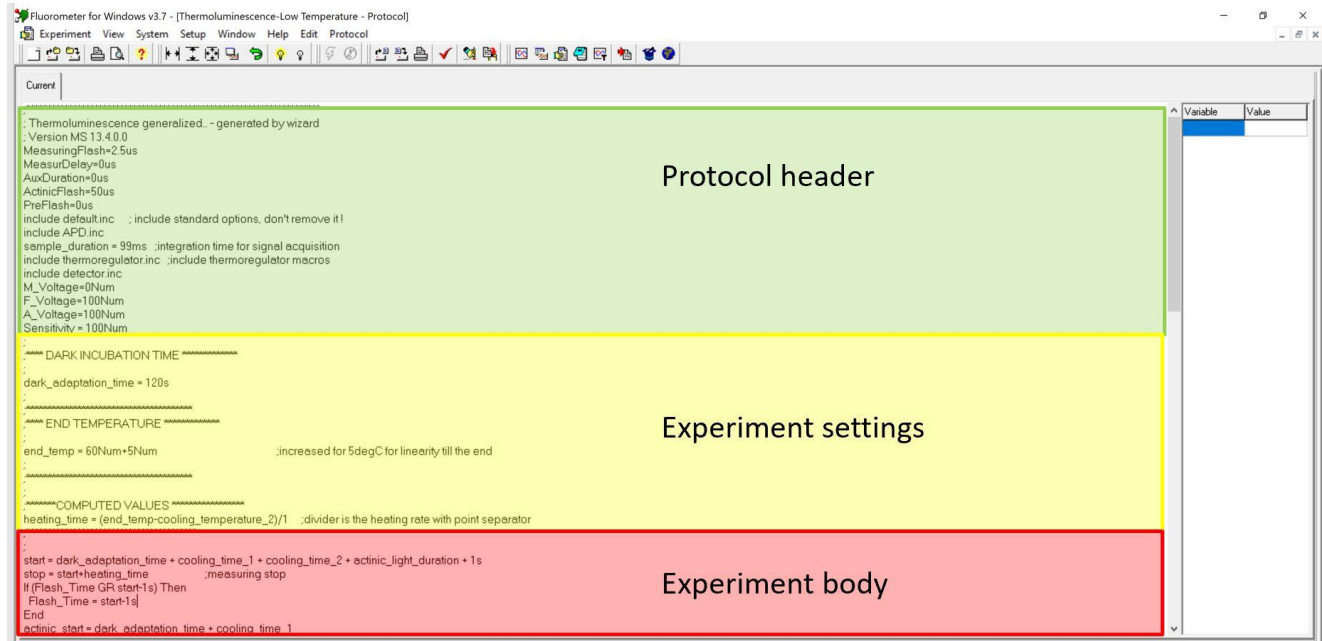 Fluorometer for Windows v3.7 - [Thermoluminescence-Low Temperature - Protocol]
Experiment View System Setup Window Help Edit Protocol
Current
Variable Value
;**********************************************************************
; Thermoluminescence generalized.. - generated by wizard
; Version MS 13.4.0.0
MeasuringFlash=2.5us
MeasurDelay=0us
AuxDuration=0us
ActinicFlash=50us
PreFlash=0us
include default.inc ; include standard options, don't remove it !
include APD.inc
sample_duration = 99ms ;integration time for signal acquisition
include thermoregulator.inc ;include thermoregulator macros
include detector.inc
M_Voltage=0Num
F_Voltage=100Num
A_Voltage=100Num
Sensitivity = 100Num
Protocol header
;
;**** DARK INCUBATION TIME **************
;
dark_adaptation_time = 120s
;
;****************************************
;**** END TEMPERATURE **************
;
end_temp = 60Num+5Num ;increased for 5degC for linearity till the end
;
;****************************************
;
;
;*******COMPUTED VALUES ******************
heating_time = (end_temp-cooling_temperature_2)/1 ;divider is the heating rate with point separator
Experiment settings
;
;
start = dark_adaptation_time + cooling_time_1 + cooling_time_2 + actinic_light_duration + 1s
stop = start+heating_time ;measuring stop
If (Flash_Time GR start-1s) Then
Flash_Time = start-1s
End
actinic_start = dark_adaptation_time + cooling_time_1
Experiment body